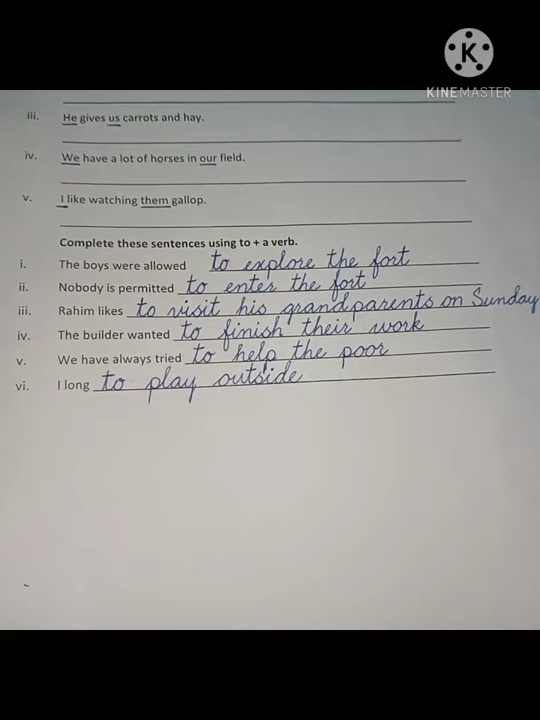 K
KINEMASTER
iii. He gives us carrots and hay.
iv. We have a lot of horses in our field.
v. I like watching them gallop.
Complete these sentences using to + a verb.
i. The boys were allowed to explore the fort
ii. Nobody is permitted to enter the fort
iii. Rahim likes to visit his grandparents on Sunday
iv. The builder wanted to finish their work
v. We have always tried to help the poor
vi. I long to play outside